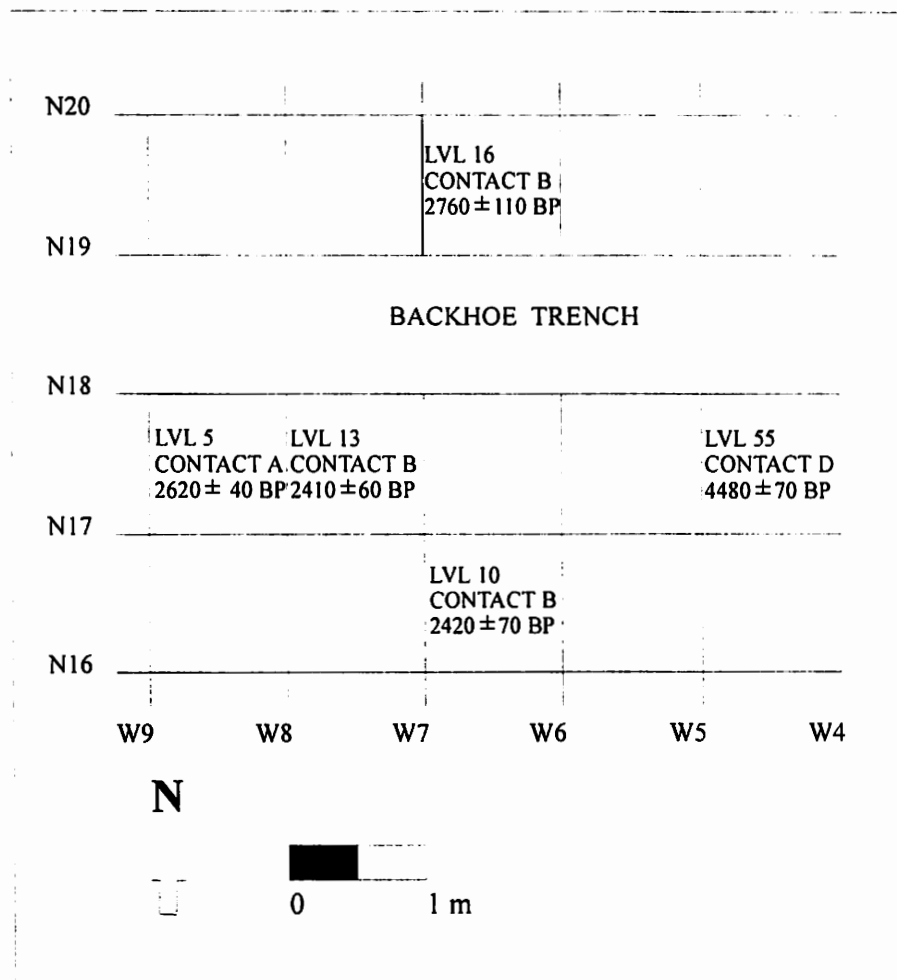 N20
LVL 16
CONTACT B
2760 ± 110 BP
N19
BACKHOE TRENCH
N18
LVL 5
CONTACT A
2620 ± 40 BP
LVL 13
CONTACT B
2410 ± 60 BP
LVL 55
CONTACT D
4480 ± 70 BP
N17
LVL 10
CONTACT B
2420 ± 70 BP
N16
W9 W8 W7 W6 W5 W4
N
0 1 m